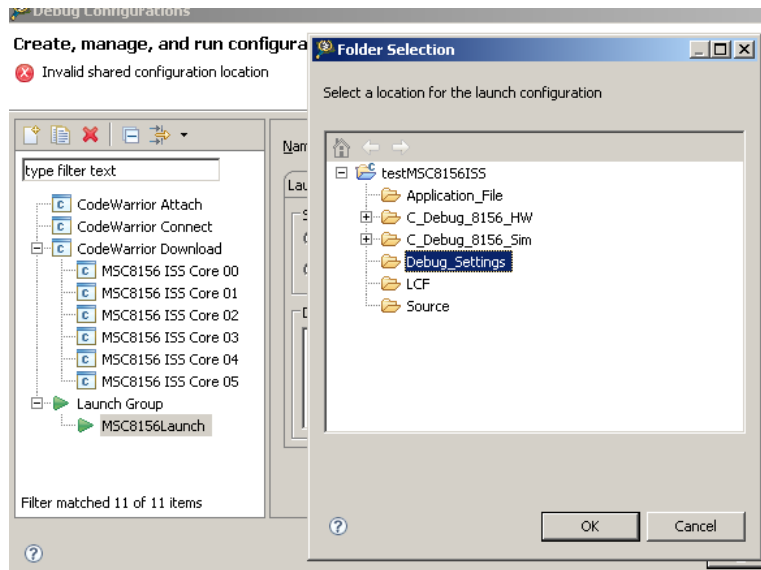 Debug Configurations
Create, manage, and run configura
Invalid shared configuration location
type filter text
CodeWarrior Attach
CodeWarrior Connect
CodeWarrior Download
MSC8156 ISS Core 00
MSC8156 ISS Core 01
MSC8156 ISS Core 02
MSC8156 ISS Core 03
MSC8156 ISS Core 04
MSC8156 ISS Core 05
Launch Group
MSC8156Launch
Filter matched 11 of 11 items
Nam
Lau
Folder Selection
Select a location for the launch configuration
testMSC8156ISS
Application_File
C_Debug_8156_HW
C_Debug_8156_Sim
Debug_Settings
LCF
Source
OK
Cancel